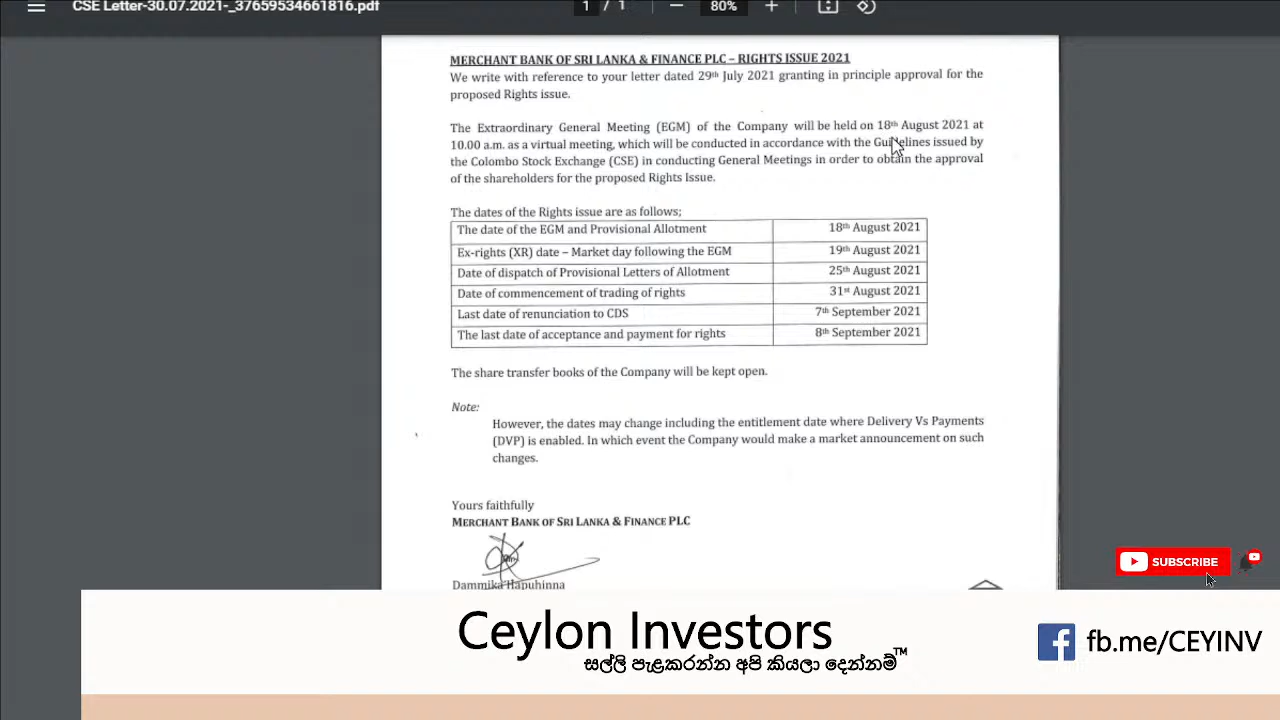 CSE Letter-30.07.2021-_37659534661816.pdf
1 / 1
80%
MERCHANT BANK OF SRI LANKA & FINANCE PLC – RIGHTS ISSUE 2021
We write with reference to your letter dated 29th July 2021 granting in principle approval for the
proposed Rights issue.
The Extraordinary General Meeting (EGM) of the Company will be held on 18th August 2021 at
10.00 a.m. as a virtual meeting, which will be conducted in accordance with the Guidelines issued by
the Colombo Stock Exchange (CSE) in conducting General Meetings in order to obtain the approval
of the shareholders for the proposed Rights Issue.
The dates of the Rights issue are as follows;
The date of the EGM and Provisional Allotment 18th August 2021
Ex-rights (XR) date – Market day following the EGM 19th August 2021
Date of dispatch of Provisional Letters of Allotment 25th August 2021
Date of commencement of trading of rights 31st August 2021
Last date of renunciation to CDS 7th September 2021
The last date of acceptance and payment for rights 8th September 2021
The share transfer books of the Company will be kept open.
Note:
However, the dates may change including the entitlement date where Delivery Vs Payments
(DVP) is enabled. In which event the Company would make a market announcement on such
changes.
Yours faithfully
MERCHANT BANK OF SRI LANKA & FINANCE PLC
Dammika Hapuhinna
SUBSCRIBE
Ceylon Investors
සල්ලි පැළකරන්න අපි කියලා දෙන්නම්™
fb.me/CEYINV